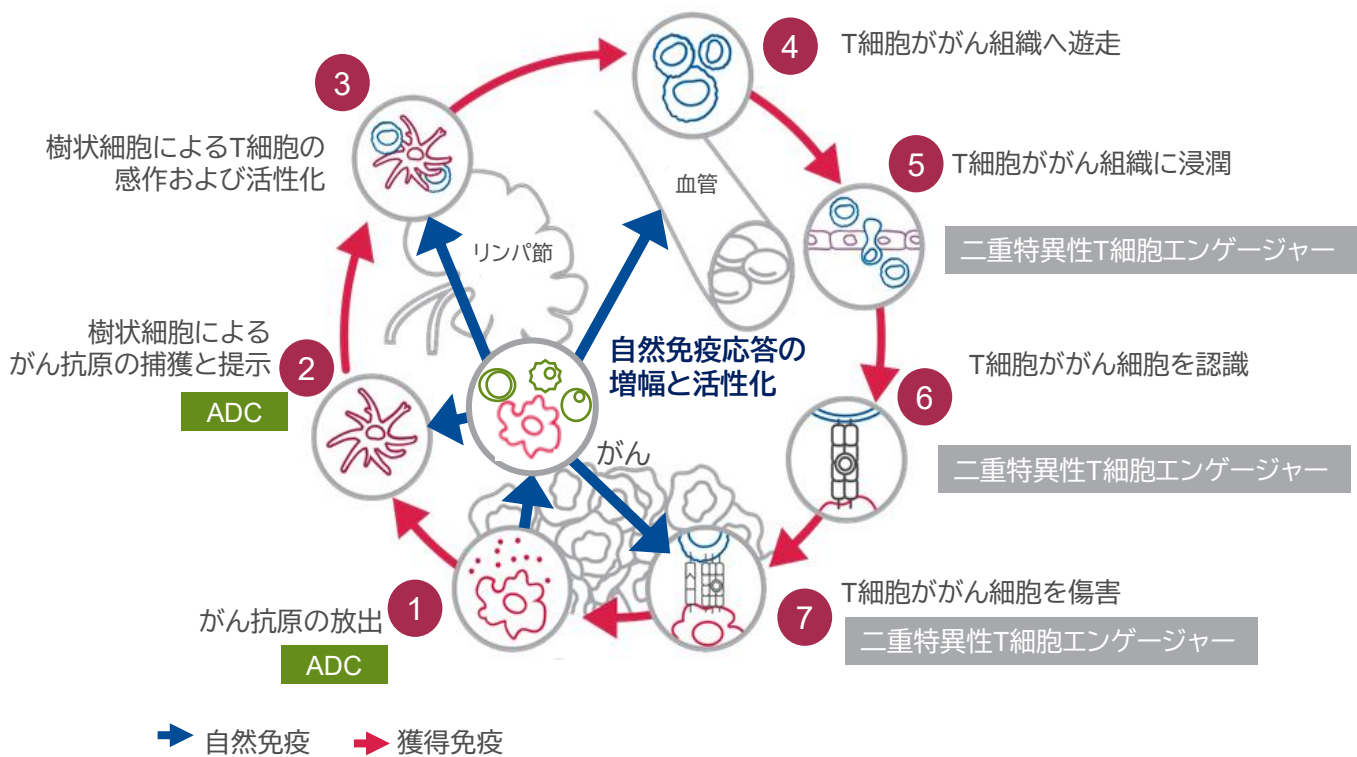 4
T細胞ががん組織へ遊走
3
樹状細胞によるT細胞の
感作および活性化
5
T細胞ががん組織に浸潤
血管
二重特異性T細胞エンゲージャー
リンパ節
樹状細胞による
がん抗原の捕獲と提示
2
ADC
自然免疫応答の
増幅と活性化
T細胞ががん細胞を認識
6
がん
二重特異性T細胞エンゲージャー
1
がん抗原の放出
ADC
7
T細胞ががん細胞を傷害
二重特異性T細胞エンゲージャー
自然免疫
獲得免疫